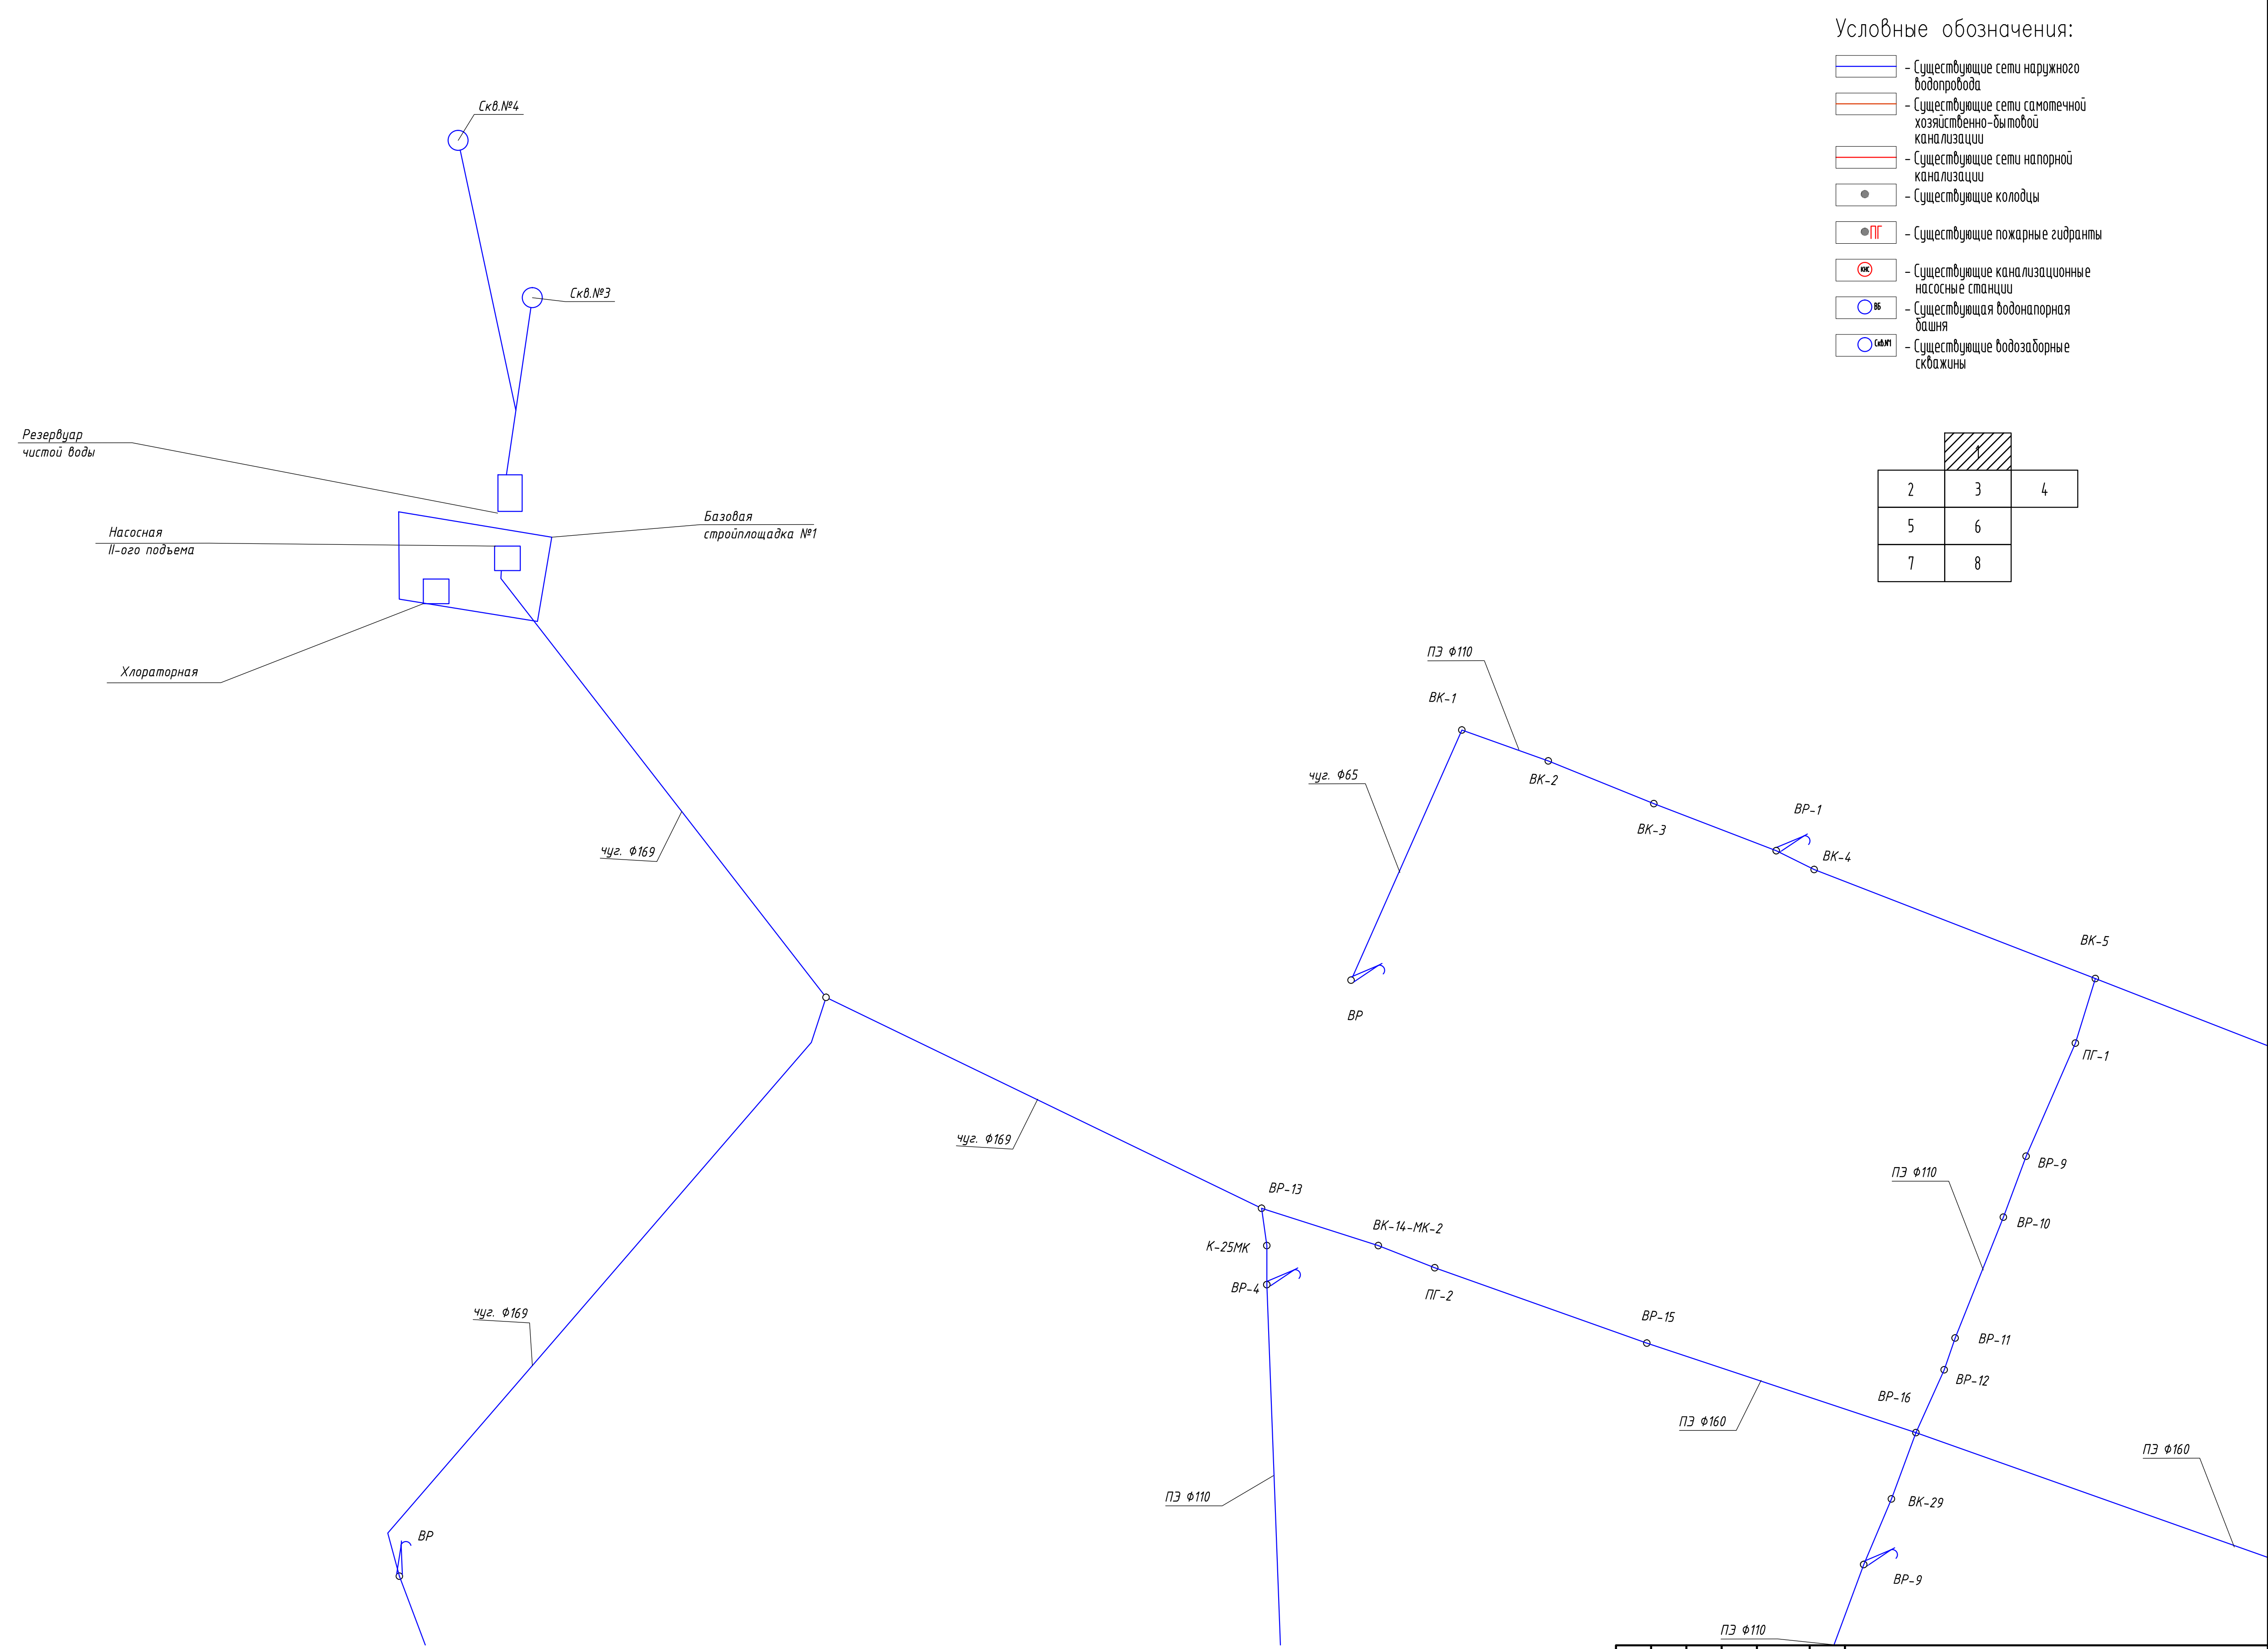 Условные обозначения:
- Существующие сети наружного
водопровода
- Существующие сети самотечной
хозяйственно-бытовой
канализации
- Существующие сети напорной
канализации
- Существующие колодцы
ПГ
- Существующие пожарные гидранты
КНС
- Существующие канализационные
насосные станции
ВБ
- Существующая водонапорная
башня
Скв.№1
- Существующие водозаборные
скважины
1
2 3 4
5 6
7 8
Скв.№4
Скв.№3
Резервуар
чистой воды
Базовая
стройплощадка №1
Насосная
II-ого подъема
Хлораторная
ПЭ Ф110
ВК-1
чуг. Ф65
ВК-2
ВК-3
ВР-1
ВК-4
чуг. Ф169
ВК-5
ВР
ПГ-1
чуг. Ф169
ВР-9
ПЭ Ф110
ВР-13
ВР-10
ВК-14-МК-2
К-25МК
ВР-4
ПГ-2
чуг. Ф169
ВР-15
ВР-11
ВР-12
ВР-16
ПЭ Ф160
ПЭ Ф160
ПЭ Ф110
ВК-29
ВР
ВР-9
ПЭ Ф110